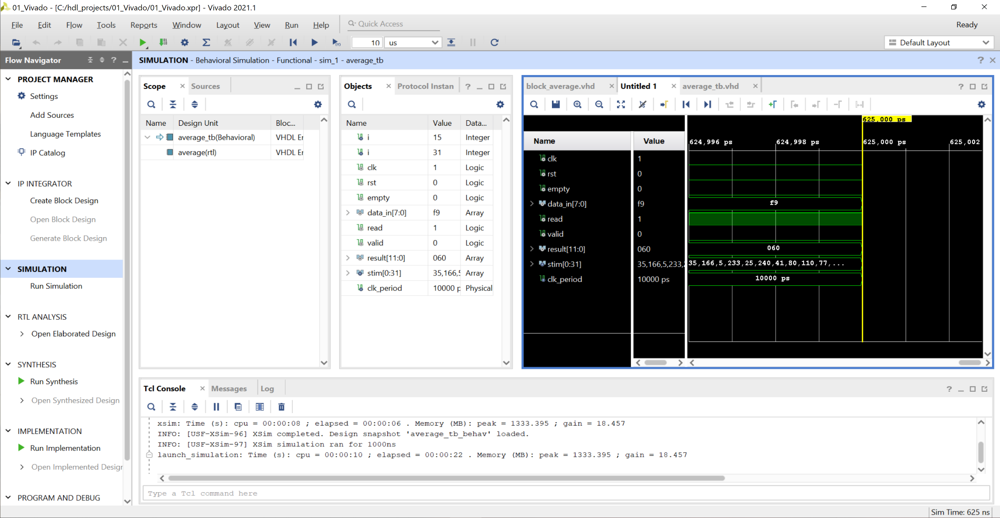 01_Vivado - [C:/hdl_projects/01_Vivado/01_Vivado.xpr] - Vivado 2021.1
File Edit Flow Tools Reports Window Layout View Run Help Quick Access Ready
10 us Default Layout
Flow Navigator
PROJECT MANAGER
Settings
Add Sources
Language Templates
IP Catalog
IP INTEGRATOR
Create Block Design
Open Block Design
Generate Block Design
SIMULATION
Run Simulation
RTL ANALYSIS
Open Elaborated Design
SYNTHESIS
Run Synthesis
Open Synthesized Design
IMPLEMENTATION
Run Implementation
Open Implemented Design
PROGRAM AND DEBUG
SIMULATION - Behavioral Simulation - Functional - sim_1 - average_tb
Scope Sources
Name Design Unit Bloc...
average_tb(Behavioral) VHDL Er
average(rtl) VHDL Er
Objects Protocol Instan
Name Value Data...
i 15 Integer
i 31 Integer
clk 1 Logic
rst 0 Logic
empty 0 Logic
data_in[7:0] f9 Array
read 1 Logic
valid 0 Logic
result[11:0] 060 Array
stim[0:31] 35,166,5 Array
clk_period 10000 p Physical
block_average.vhd Untitled 1 average_tb.vhd
625,000 ps
Name Value 624,996 ps 624,998 ps 625,000 ps 625,002
clk 1
rst 0
empty 0
data_in[7:0] f9 f9
read 1
valid 0
result[11:0] 060 060
stim[0:31] 35,166,5,233,2 35,166,5,233,25,240,41,80,110,77,...
clk_period 10000 ps 10000 ps
Tcl Console Messages Log
xsim: Time (s): cpu = 00:00:08 ; elapsed = 00:00:06 . Memory (MB): peak = 1333.395 ; gain = 18.457
INFO: [USF-XSim-96] XSim completed. Design snapshot 'average_tb_behav' loaded.
INFO: [USF-XSim-97] XSim simulation ran for 1000ns
launch_simulation: Time (s): cpu = 00:00:10 ; elapsed = 00:00:22 . Memory (MB): peak = 1333.395 ; gain = 18.457
Type a Tcl command here
Sim Time: 625 ns